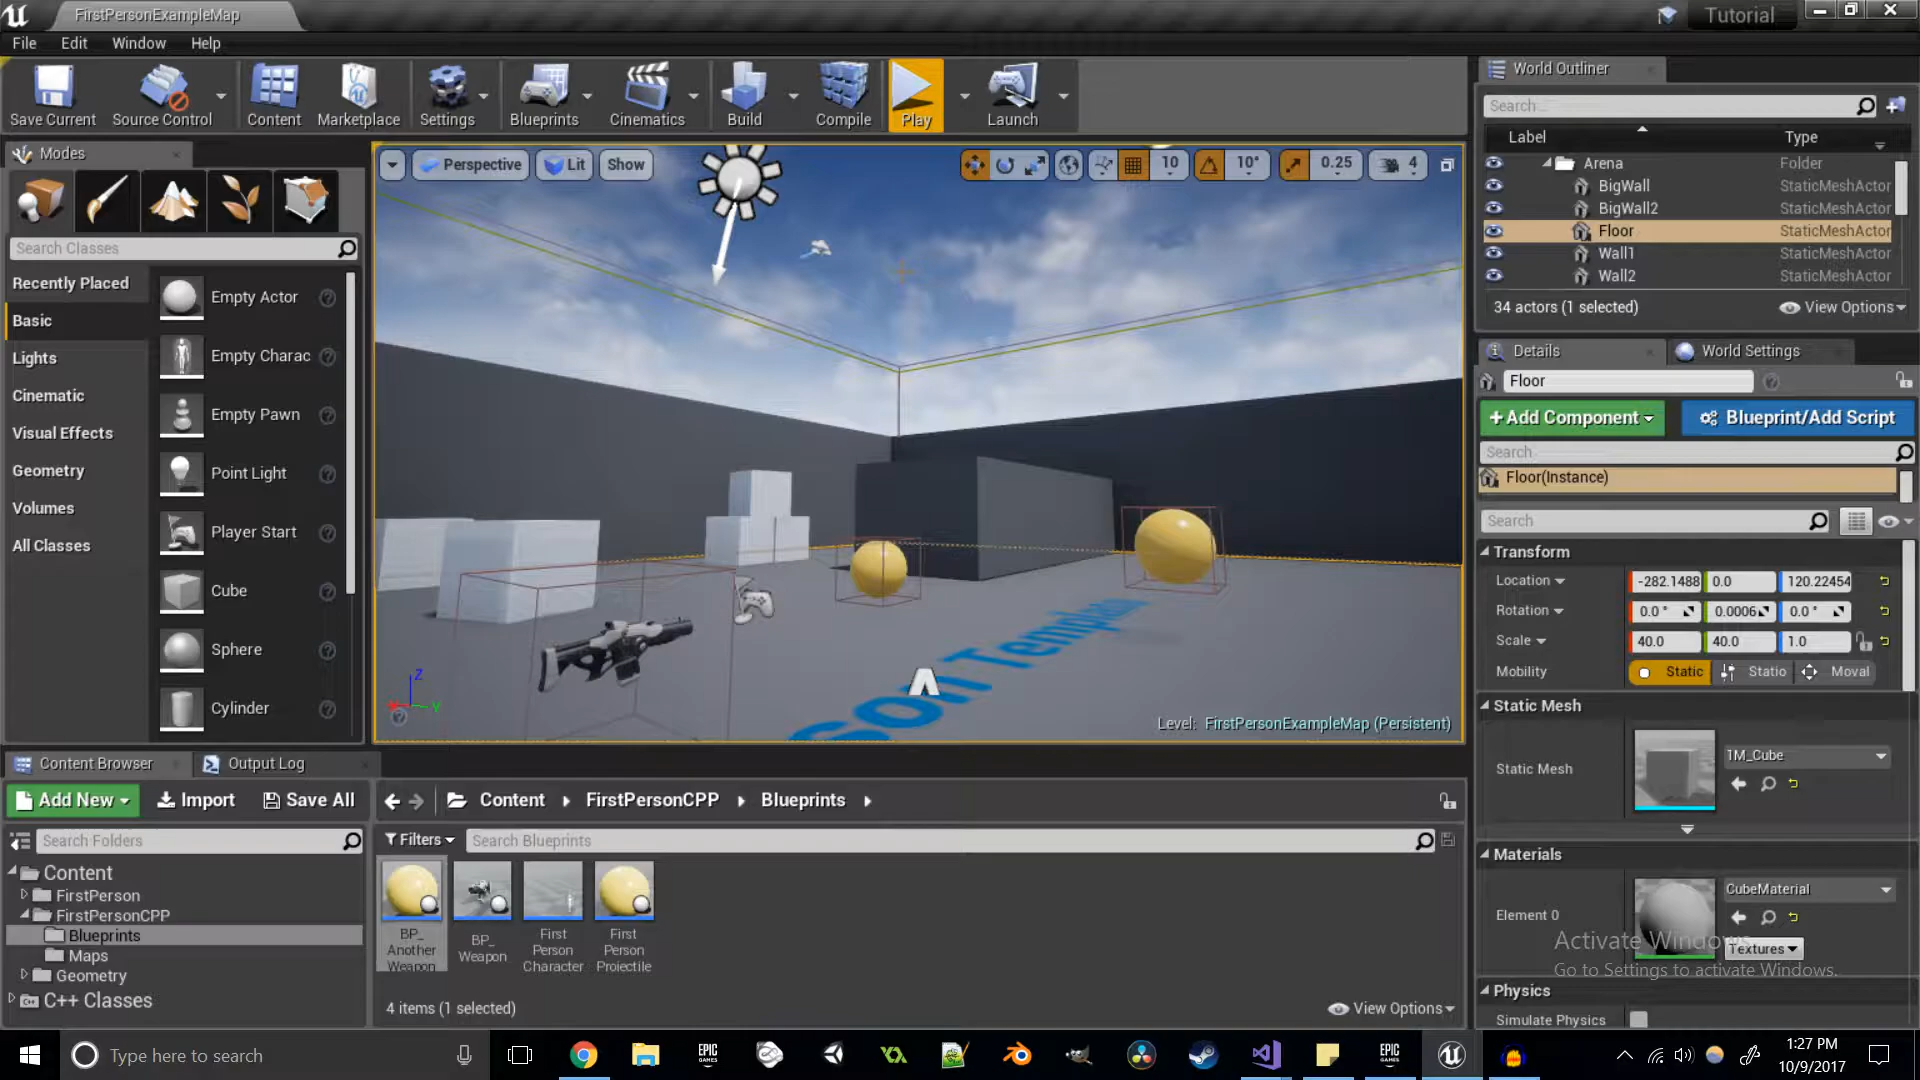 FirstPersonExampleMap
Tutorial
File Edit Window Help
Save Current
Source Control
Content
Marketplace
Settings
Blueprints
Cinematics
Build
Compile
Play
Launch
Modes
Search Classes
Recently Placed
Basic
Lights
Cinematic
Visual Effects
Geometry
Volumes
All Classes
Empty Actor
Empty Charac
Empty Pawn
Point Light
Player Start
Cube
Sphere
Cylinder
Perspective
Lit
Show
10
10°
0.25
4
Z
Y
Level: FirstPersonExampleMap (Persistent)
World Outliner
Search...
Label Type
Arena Folder
BigWall StaticMeshActor
BigWall2 StaticMeshActor
Floor StaticMeshActor
Wall1 StaticMeshActor
Wall2 StaticMeshActor
34 actors (1 selected)
View Options
Details
World Settings
Floor
+Add Component
Blueprint/Add Script
Search
Floor(Instance)
Search
Transform
Location -282.1488 0.0 120.22454
Rotation 0.0 ° 0.0006 0.0 °
Scale 40.0 40.0 1.0
Mobility Static Statio Moval
Static Mesh
Static Mesh
1M_Cube
Materials
Element 0
CubeMaterial
Textures
Activate Windows
Go to Settings to activate Windows.
Physics
Simulate Physics
Content Browser
Output Log
Add New
Import
Save All
Content
FirstPersonCPP
Blueprints
Search Folders
Filters
Search Blueprints
Content
FirstPerson
FirstPersonCPP
Blueprints
Maps
Geometry
C++ Classes
BP_
Another
Weapon
BP_
Weapon
First
Person
Character
First
Person
Projectile
4 items (1 selected)
View Options
Type here to search
EPIC
GAMES
EPIC
GAMES
1:27 PM
10/9/2017